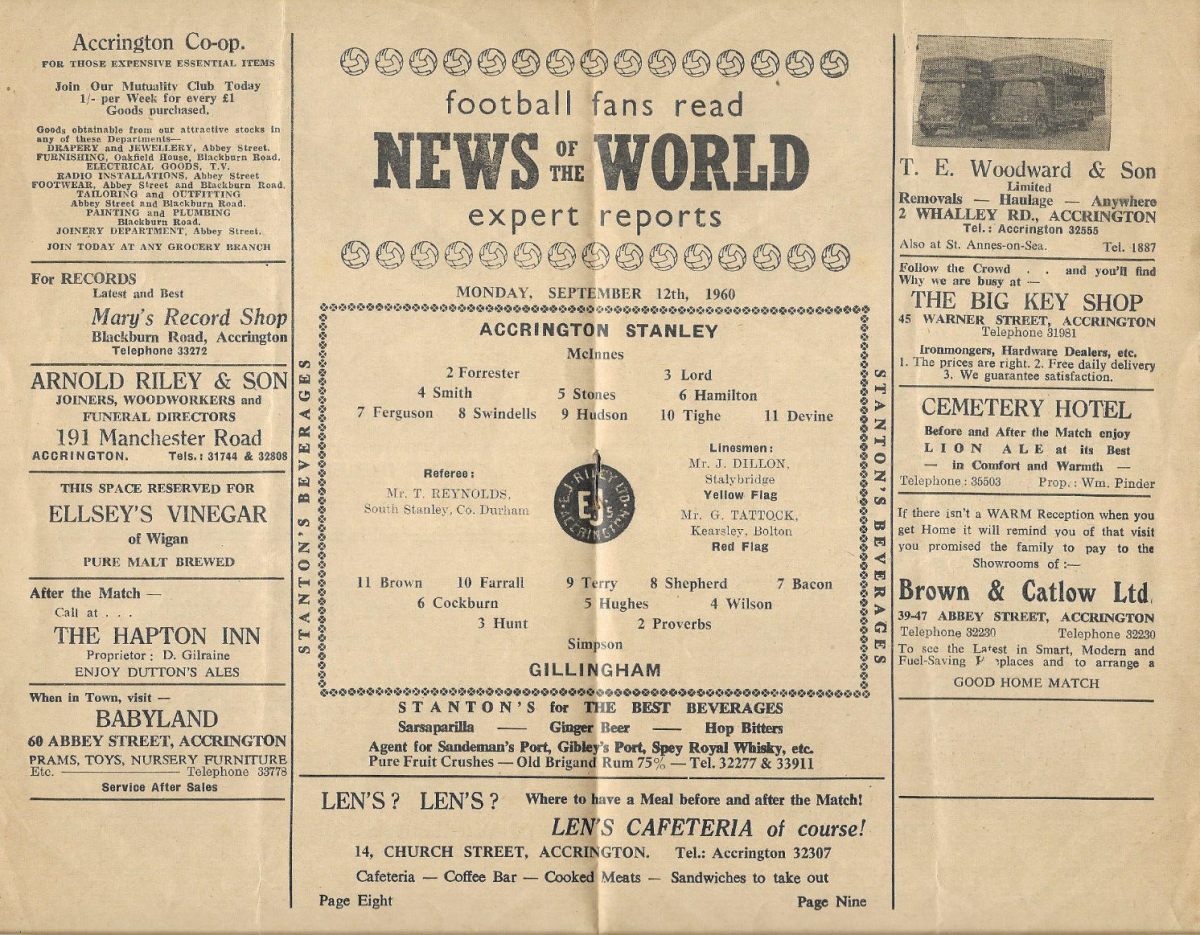 Accrington Co-op.
FOR THOSE EXPENSIVE ESSENTIAL ITEMS
Join Our Mutuality Club Today
1/- per Week for every £1
Goods purchased.
Goods obtainable from our attractive stocks in
any of these Departments—
DRAPERY and JEWELLERY, Abbey Street.
FURNISHING, Oakfield House, Blackburn Road.
ELECTRICAL GOODS, T.V.
RADIO INSTALLATIONS, Abbey Street
FOOTWEAR, Abbey Street and Blackburn Road.
TAILORING and OUTFITTING
Abbey Street and Blackburn Road.
PAINTING and PLUMBING
Blackburn Road.
JOINERY DEPARTMENT, Abbey Street.
JOIN TODAY AT ANY GROCERY BRANCH
For RECORDS
Latest and Best
Mary's Record Shop
Blackburn Road, Accrington
Telephone 33272
ARNOLD RILEY & SON
JOINERS, WOODWORKERS and
FUNERAL DIRECTORS
191 Manchester Road
ACCRINGTON. Tels.: 31744 & 32808
THIS SPACE RESERVED FOR
ELLSEY'S VINEGAR
of Wigan
PURE MALT BREWED
After the Match —
Call at . . .
THE HAPTON INN
Proprietor: D. Gilraine
ENJOY DUTTON'S ALES
When in Town, visit —
BABYLAND
60 ABBEY STREET, ACCRINGTON
PRAMS, TOYS, NURSERY FURNITURE
Etc. — Telephone 33778
Service After Sales
football fans read
NEWS OF THE WORLD
expert reports
MONDAY, SEPTEMBER 12th, 1960
STANTON'S BEVERAGES
ACCRINGTON STANLEY
McInnes
2 Forrester 3 Lord
4 Smith 5 Stones 6 Hamilton
7 Ferguson 8 Swindells 9 Hudson 10 Tighe 11 Devine
Referee:
Mr. T. REYNOLDS,
South Stanley, Co. Durham
E.J. RILEY LTD.
EJ
ACCRINGTON
Linesmen:
Mr. J. DILLON,
Stalybridge
Yellow Flag
Mr. G. TATTOCK,
Kearsley, Bolton
Red Flag
11 Brown 10 Farrall 9 Terry 8 Shepherd 7 Bacon
6 Cockburn 5 Hughes 4 Wilson
3 Hunt 2 Proverbs
Simpson
GILLINGHAM
STANTON'S BEVERAGES
STANTON'S for THE BEST BEVERAGES
Sarsaparilla — Ginger Beer — Hop Bitters
Agent for Sandeman's Port, Gibley's Port, Spey Royal Whisky, etc.
Pure Fruit Crushes — Old Brigand Rum 75% — Tel. 32277 & 33911
LEN'S? LEN'S? Where to have a Meal before and after the Match!
LEN'S CAFETERIA of course!
14, CHURCH STREET, ACCRINGTON. Tel.: Accrington 32307
Cafeteria — Coffee Bar — Cooked Meats — Sandwiches to take out
Page Eight
Page Nine
T. E. Woodward & Son
Limited
Removals — Haulage — Anywhere
2 WHALLEY RD., ACCRINGTON
Tel.: Accrington 32555
Also at St. Annes-on-Sea. Tel. 1887
Follow the Crowd . . and you'll find
Why we are busy at —
THE BIG KEY SHOP
45 WARNER STREET, ACCRINGTON
Telephone 31981
Ironmongers, Hardware Dealers, etc.
1. The prices are right. 2. Free daily delivery
3. We guarantee satisfaction.
CEMETERY HOTEL
Before and After the Match enjoy
LION ALE at its Best
— in Comfort and Warmth —
Telephone: 35503 Prop.: Wm. Pinder
If there isn't a WARM Reception when you
get Home it will remind you of that visit
you promised the family to pay to the
Showrooms of :—
Brown & Catlow Ltd.
39-47 ABBEY STREET, ACCRINGTON
Telephone 32230 Telephone 32230
To see the Latest in Smart, Modern and
Fuel-Saving and to arrange a
GOOD HOME MATCH